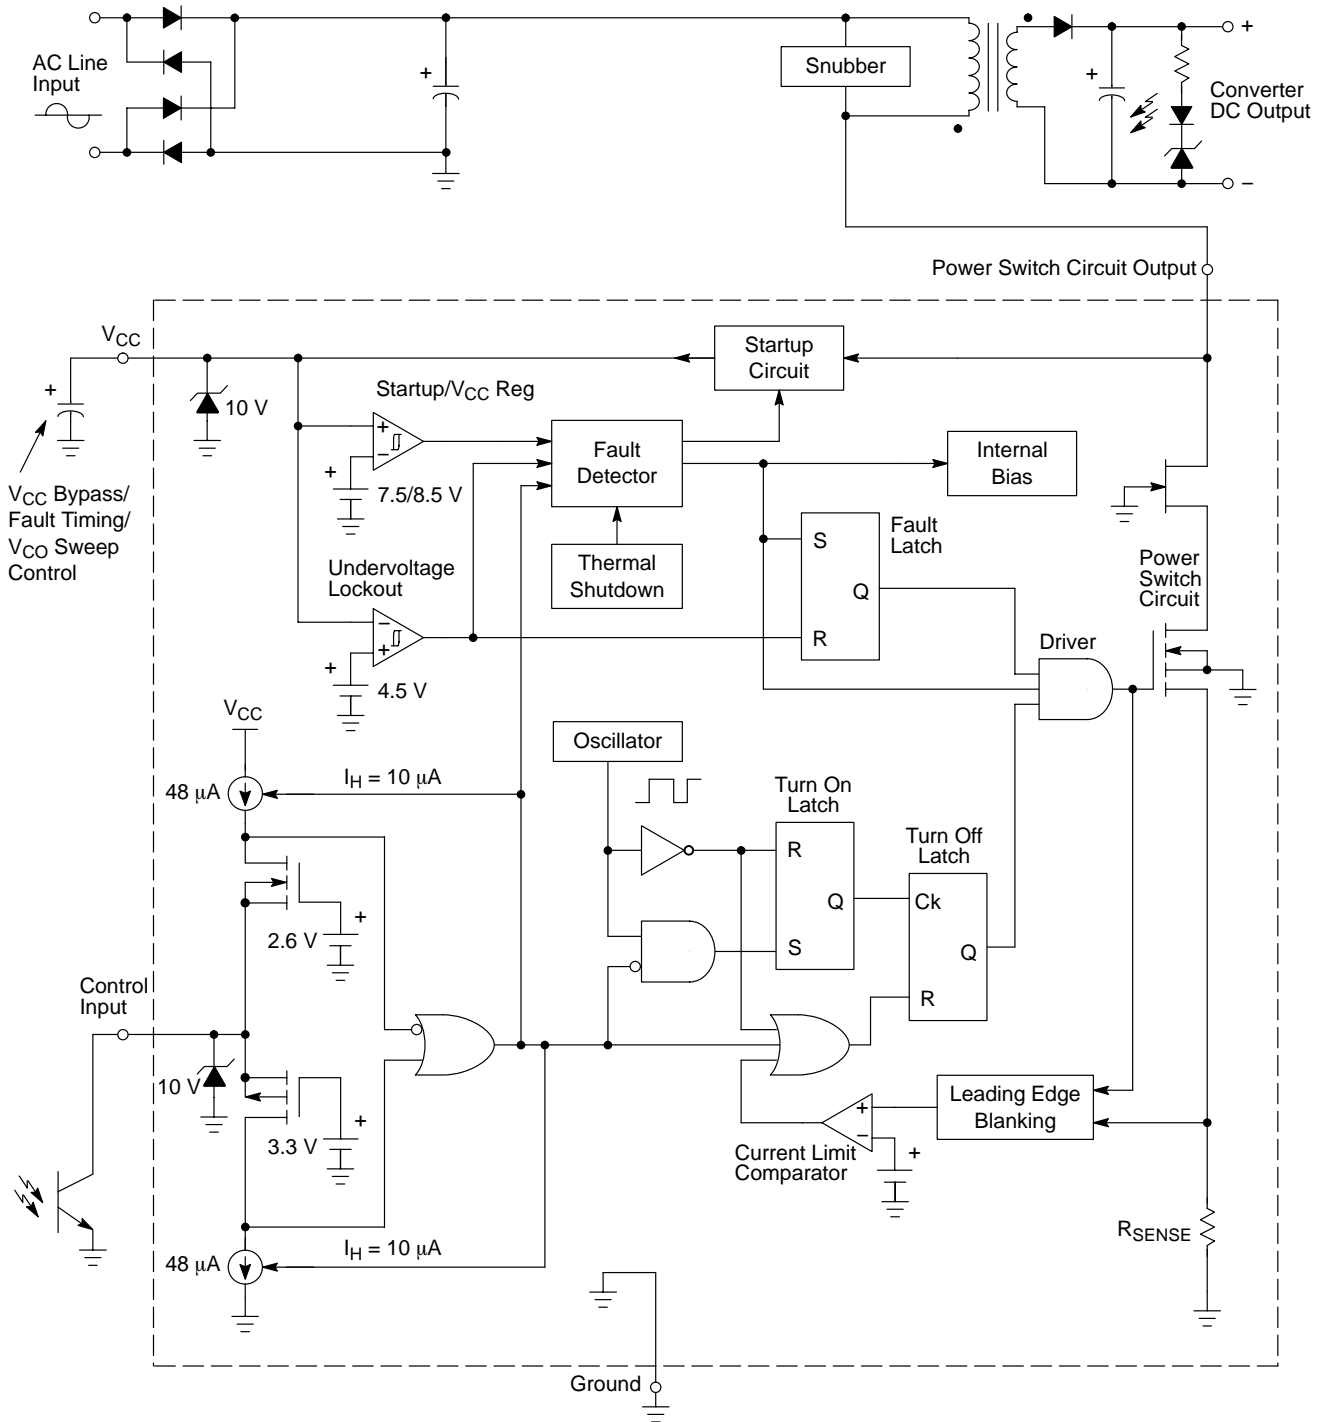 AC Line
Input
Snubber
+
+
+
Converter
DC Output
−
Power Switch Circuit Output
VCC
Startup
Circuit
+
Startup/VCC Reg
10 V
+
−
Fault
Detector
Internal
Bias
+
7.5/8.5 V
VCC Bypass/
Fault Timing/
VCO Sweep
Control
Fault
Latch
S
Q
R
Undervoltage
Lockout
Thermal
Shutdown
Power
Switch
Circuit
−
+
+
4.5 V
Driver
VCC
Oscillator
48 μA
IH = 10 μA
Turn On
Latch
R
Q
S
Turn Off
Latch
Ck
Q
R
+
2.6 V
Control
Input
10 V
+
3.3 V
Leading Edge
Blanking
+
−
+
Current Limit
Comparator
RSENSE
48 μA
IH = 10 μA
Ground